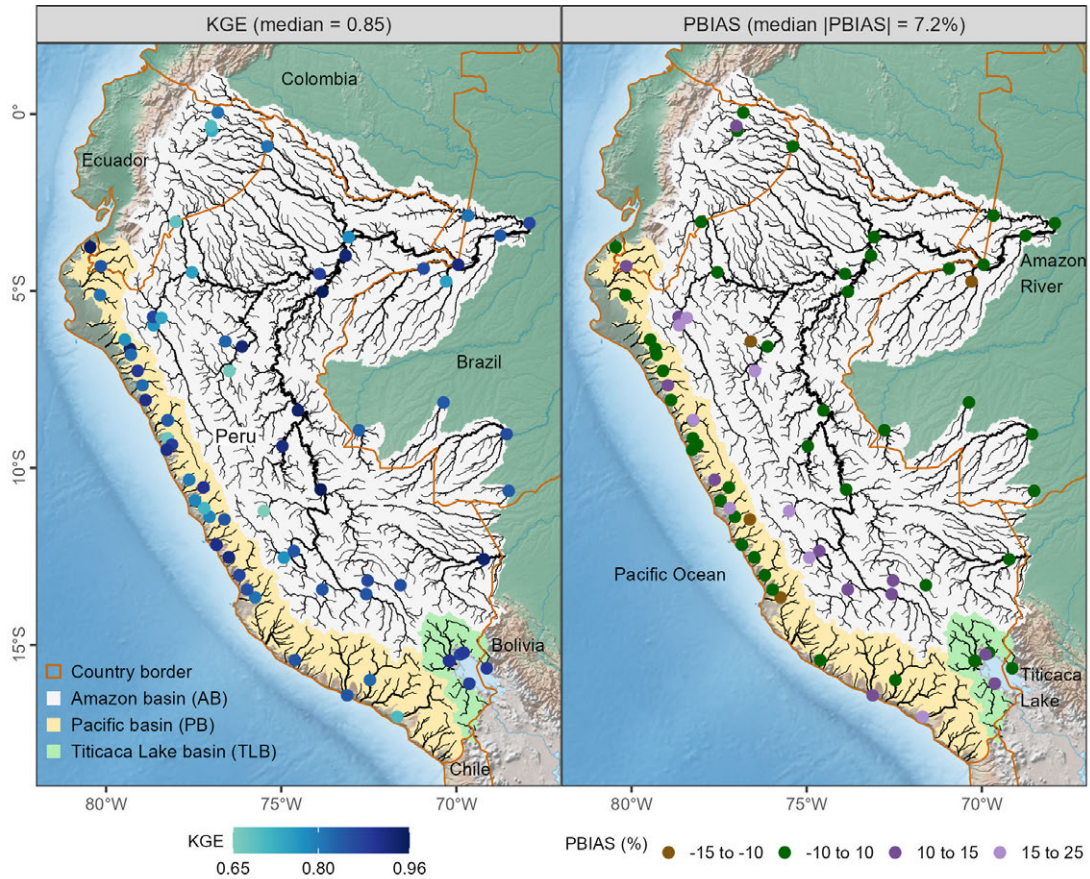 KGE (median = 0.85)
PBIAS (median |PBIAS| = 7.2%)
0°
5°S
10°S
15°S
Colombia
Ecuador
Brazil
Peru
Bolivia
Chile
Country border
Amazon basin (AB)
Pacific basin (PB)
Titicaca Lake basin (TLB)
Amazon
River
Pacific Ocean
Titicaca
Lake
80°W
75°W
70°W
80°W
75°W
70°W
KGE
0.65
0.80
0.96
PBIAS (%)
-15 to -10
-10 to 10
10 to 15
15 to 25